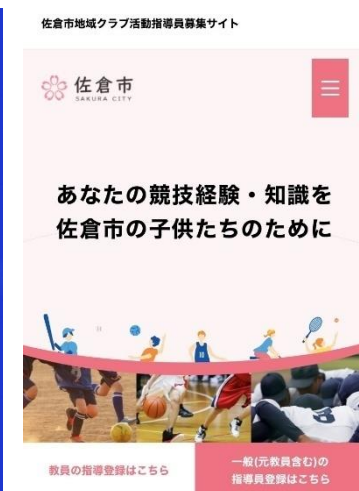 佐倉市地域クラブ活動指導員募集サイト
佐倉市
SAKURA CITY
あなたの競技経験・知識を
佐倉市の子供たちのために
教員の指導登録はこちら
一般(元教員含む)の
指導員登録はこちら